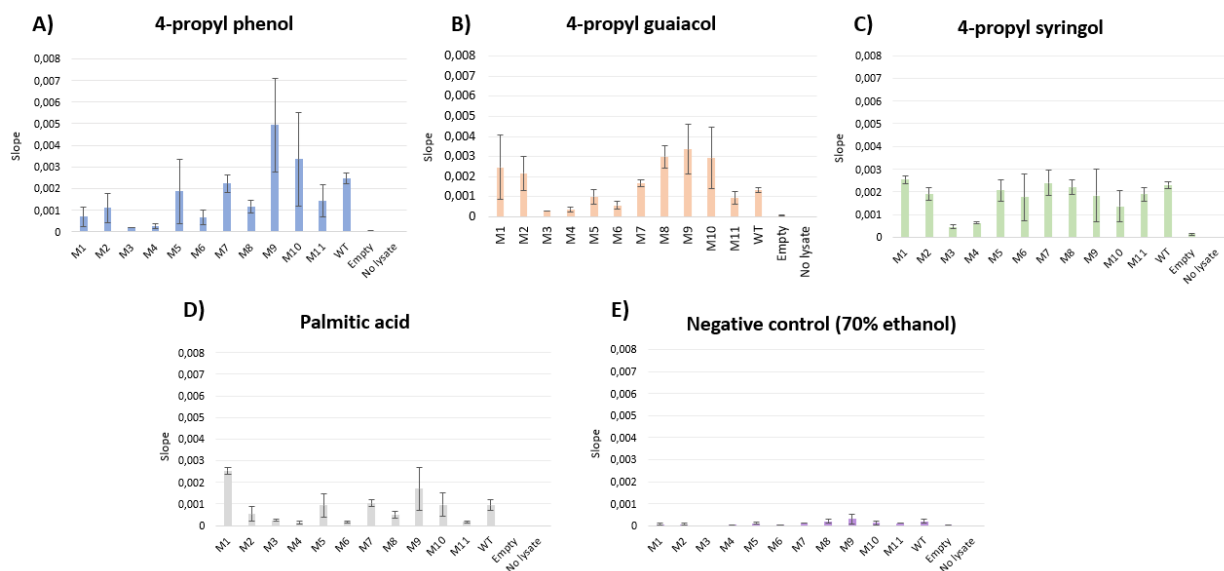 A)
4-propyl phenol
0,008
0,007
0,006
0,005
0,004
0,003
0,002
0,001
0
Slope
M1
M2
M3
M4
M5
M6
M7
M8
M9
M10
M11
WT
Empty
No lysate
B)
4-propyl guaiacol
0,008
0,007
0,006
0,005
0,004
0,003
0,002
0,001
0
Slope
M1
M2
M3
M4
M5
M6
M7
M8
M9
M10
M11
WT
Empty
No lysate
C)
4-propyl syringol
0,008
0,007
0,006
0,005
0,004
0,003
0,002
0,001
0
Slope
M1
M2
M3
M4
M5
M6
M7
M8
M9
M10
M11
WT
Empty
No lysate
D)
Palmitic acid
0,008
0,007
0,006
0,005
0,004
0,003
0,002
0,001
0
Slope
M1
M2
M3
M4
M5
M6
M7
M8
M9
M10
M11
WT
Empty
No lysate
E)
Negative control (70% ethanol)
0,008
0,007
0,006
0,005
0,004
0,003
0,002
0,001
0
Slope
M1
M2
M3
M4
M5
M6
M7
M8
M9
M10
M11
WT
Empty
No lysate